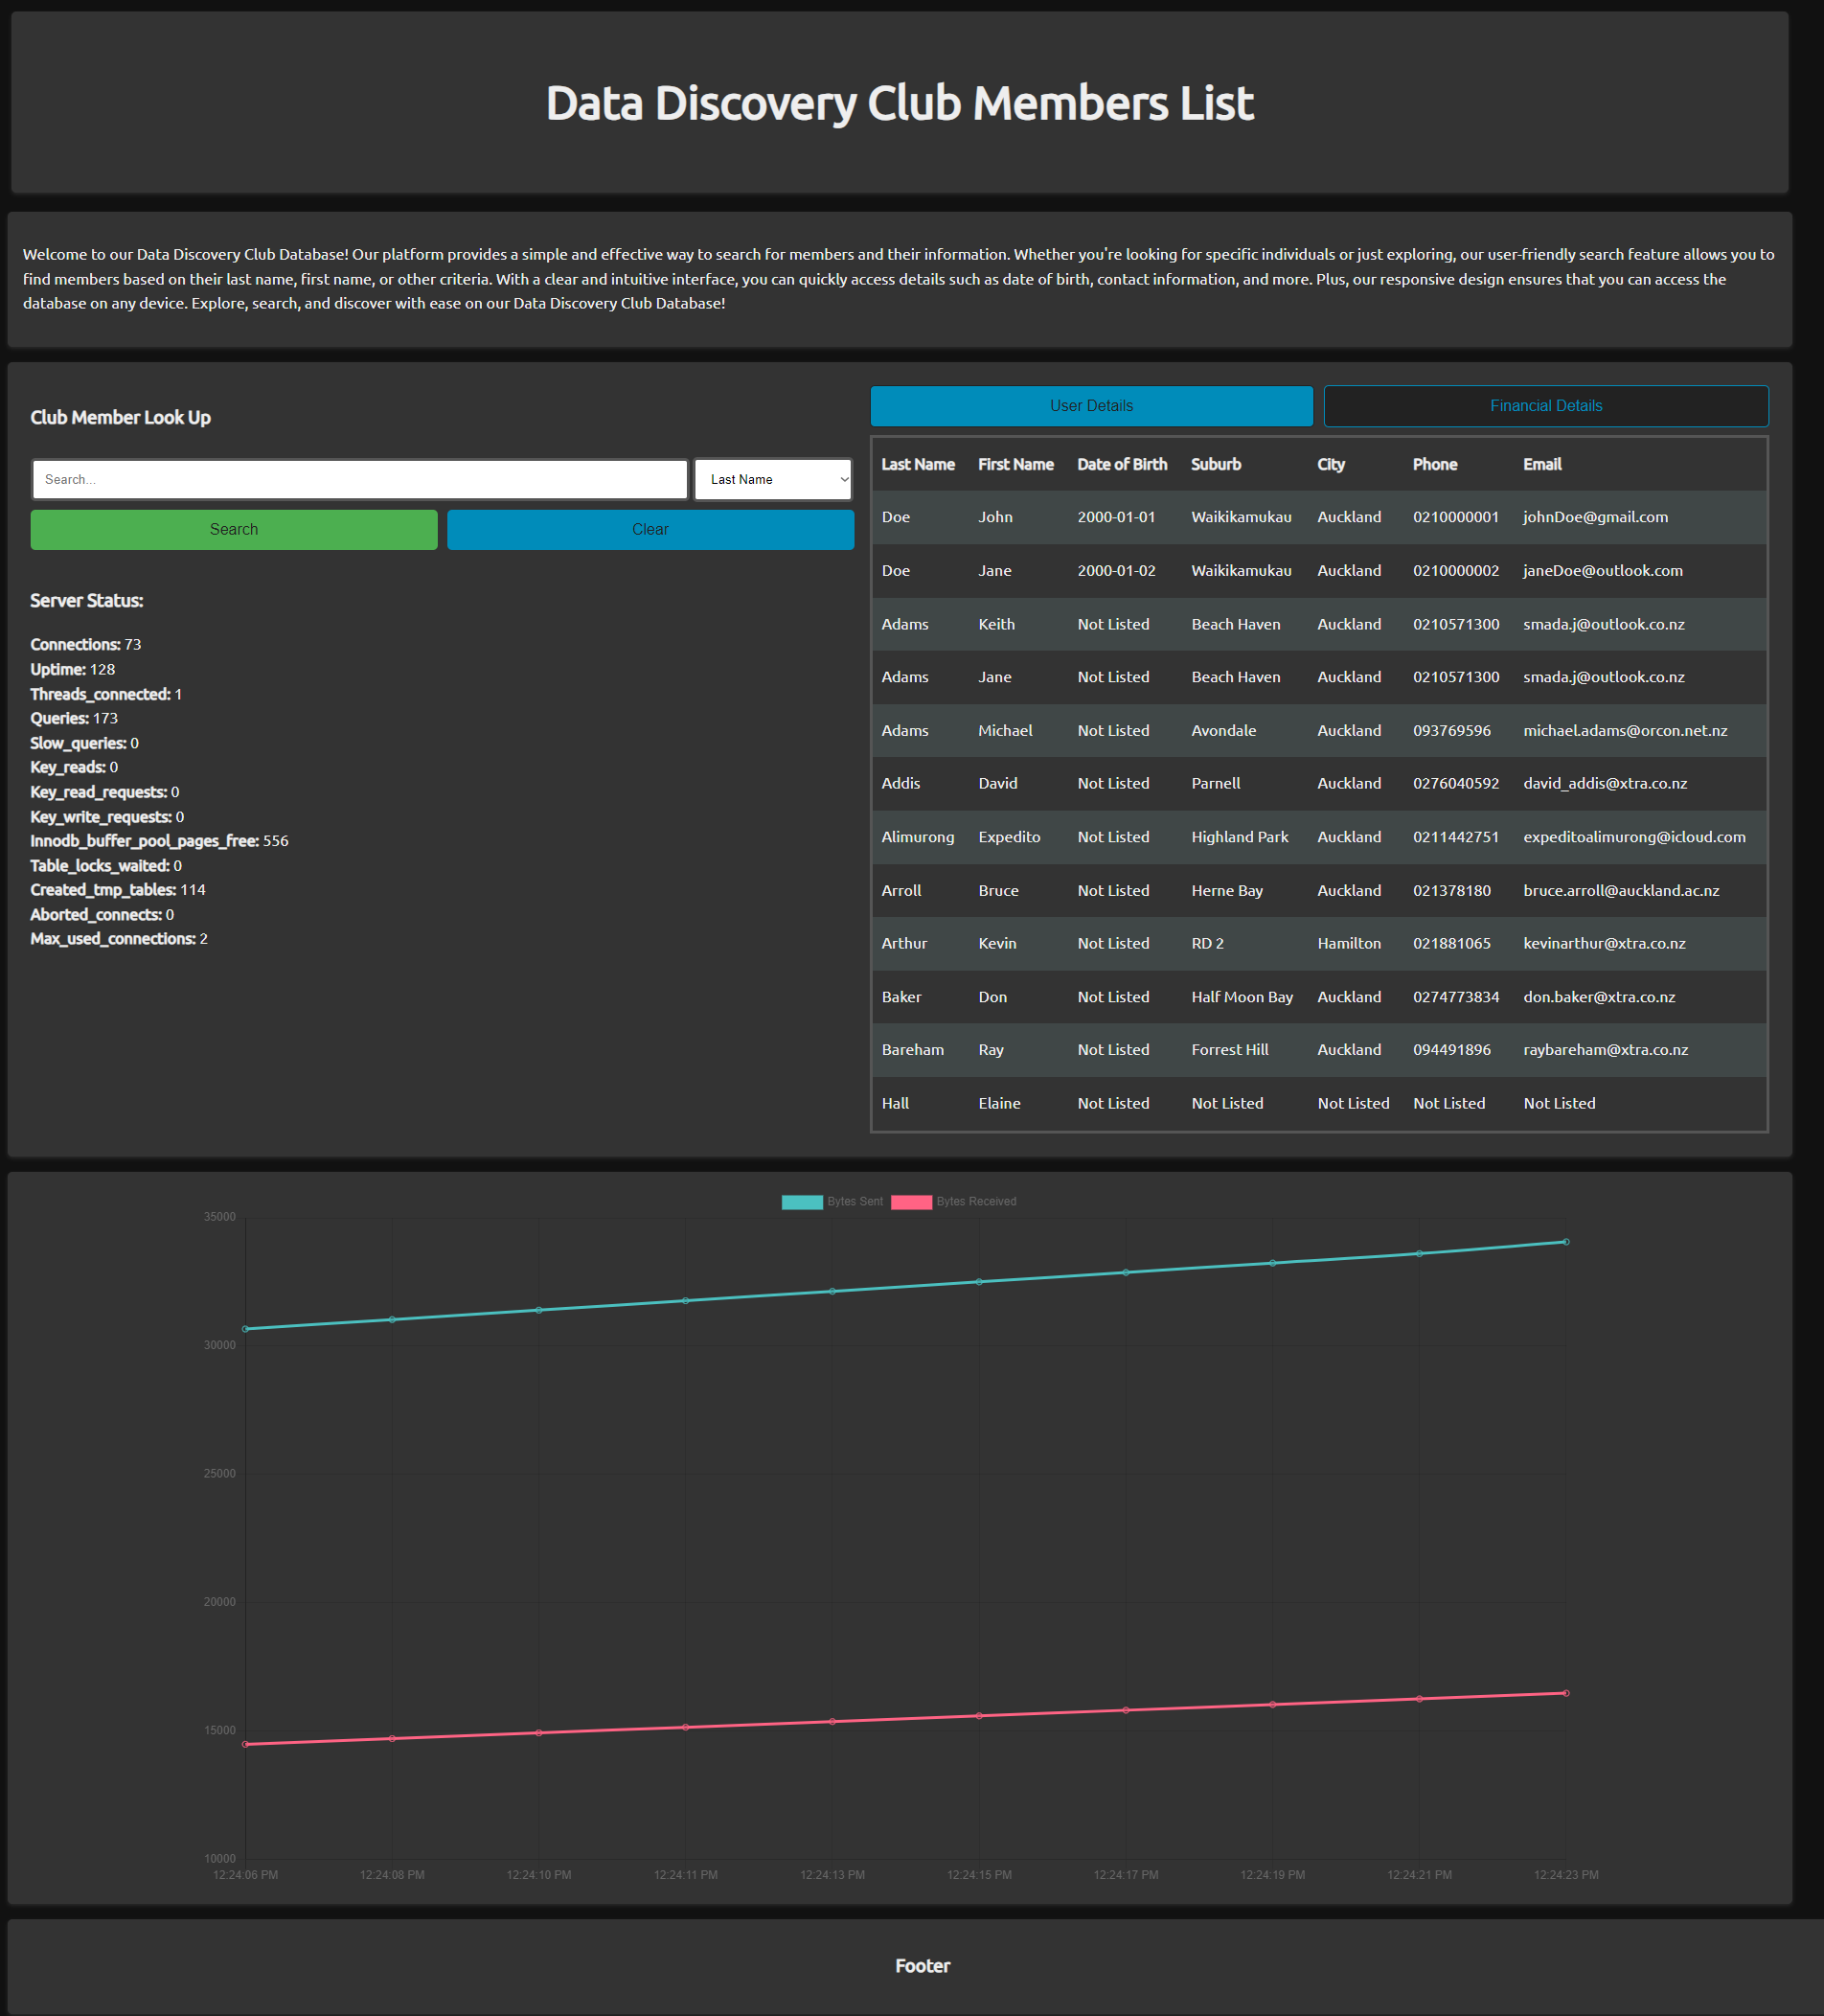 Data Discovery Club Members List
Welcome to our Data Discovery Club Database! Our platform provides a simple and effective way to search for members and their information. Whether you're looking for specific individuals or just exploring, our user-friendly search feature allows you to
find members based on their last name, first name, or other criteria. With a clear and intuitive interface, you can quickly access details such as date of birth, contact information, and more. Plus, our responsive design ensures that you can access the
database on any device. Explore, search, and discover with ease on our Data Discovery Club Database!
Club Member Look Up
Search...
Last Name
Search
Clear
Server Status:
Connections: 73
Uptime: 128
Threads_connected: 1
Queries: 173
Slow_queries: 0
Key_reads: 0
Key_read_requests: 0
Key_write_requests: 0
Innodb_buffer_pool_pages_free: 556
Table_locks_waited: 0
Created_tmp_tables: 114
Aborted_connects: 0
Max_used_connections: 2
User Details
Financial Details
Last Name First Name Date of Birth Suburb City Phone Email
Doe John 2000-01-01 Waikikamukau Auckland 0210000001 johnDoe@gmail.com
Doe Jane 2000-01-02 Waikikamukau Auckland 0210000002 janeDoe@outlook.com
Adams Keith Not Listed Beach Haven Auckland 0210571300 smada.j@outlook.co.nz
Adams Jane Not Listed Beach Haven Auckland 0210571300 smada.j@outlook.co.nz
Adams Michael Not Listed Avondale Auckland 093769596 michael.adams@orcon.net.nz
Addis David Not Listed Parnell Auckland 0276040592 david_addis@xtra.co.nz
Alimurong Expedito Not Listed Highland Park Auckland 0211442751 expeditoalimurong@icloud.com
Arroll Bruce Not Listed Herne Bay Auckland 021378180 bruce.arroll@auckland.ac.nz
Arthur Kevin Not Listed RD 2 Hamilton 021881065 kevinarthur@xtra.co.nz
Baker Don Not Listed Half Moon Bay Auckland 0274773834 don.baker@xtra.co.nz
Bareham Ray Not Listed Forrest Hill Auckland 094491896 raybareham@xtra.co.nz
Hall Elaine Not Listed Not Listed Not Listed Not Listed Not Listed
Bytes Sent Bytes Received
35000
30000
25000
20000
15000
10000
12:24:06 PM 12:24:08 PM 12:24:10 PM 12:24:11 PM 12:24:13 PM 12:24:15 PM 12:24:17 PM 12:24:19 PM 12:24:21 PM 12:24:23 PM
Footer